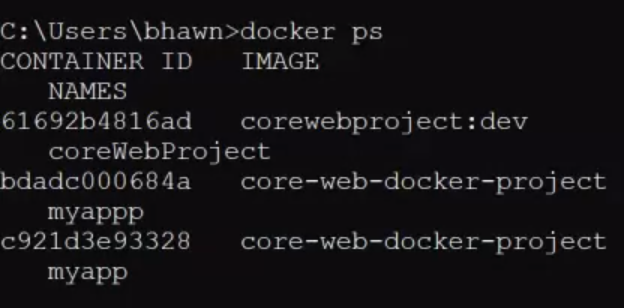 C:\Users\bhawn>docker ps
CONTAINER ID   IMAGE
   NAMES
61692b4816ad   corewebproject:dev
   coreWebProject
bdadc000684a   core-web-docker-project
   myappp
c921d3e93328   core-web-docker-project
   myapp